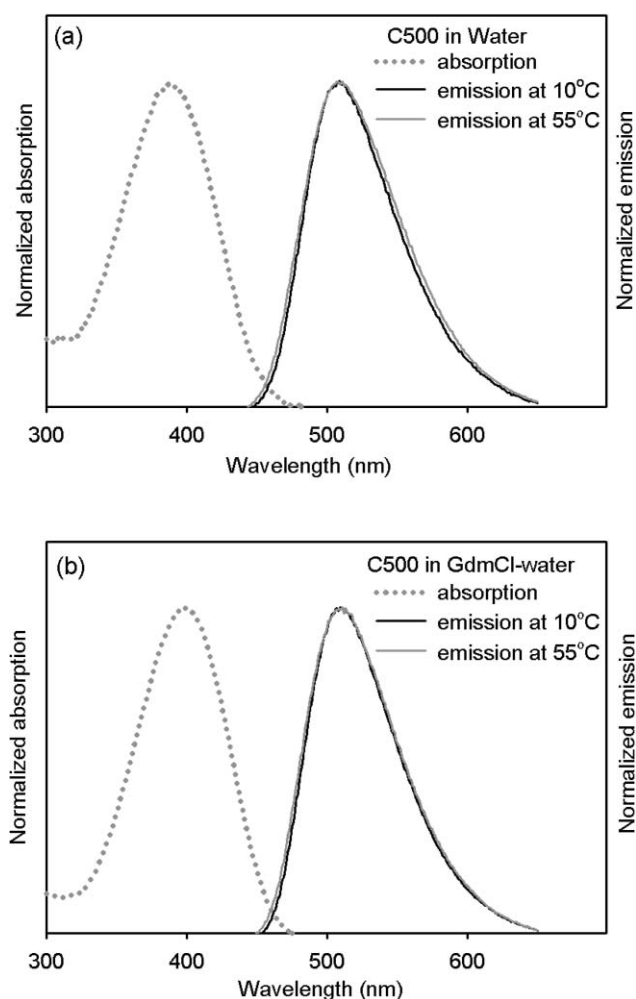 (a)
C500 in Water
absorption
emission at 10°C
emission at 55°C
Normalized absorption
Normalized emission
300 400 500 600
Wavelength (nm)
(b)
C500 in GdmCl-water
absorption
emission at 10°C
emission at 55°C
Normalized absorption
Normalized emission
300 400 500 600
Wavelength (nm)